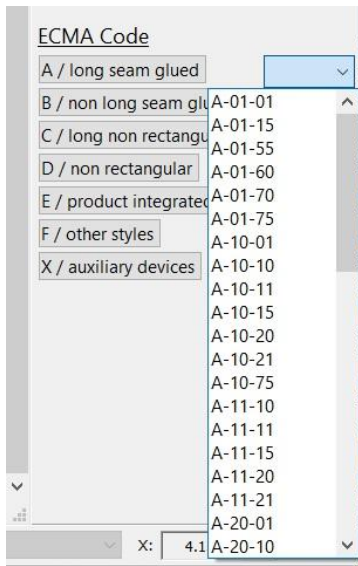 ECMA Code
A / long seam glued
B / non long seam glu
C / long non rectangu
D / non rectangular
E / product integrated
F / other styles
X / auxiliary devices
A-01-01
A-01-15
A-01-55
A-01-60
A-01-70
A-01-75
A-10-01
A-10-10
A-10-11
A-10-15
A-10-20
A-10-21
A-10-75
A-11-10
A-11-11
A-11-15
A-11-20
A-11-21
A-20-01
A-20-10
X: 4.1